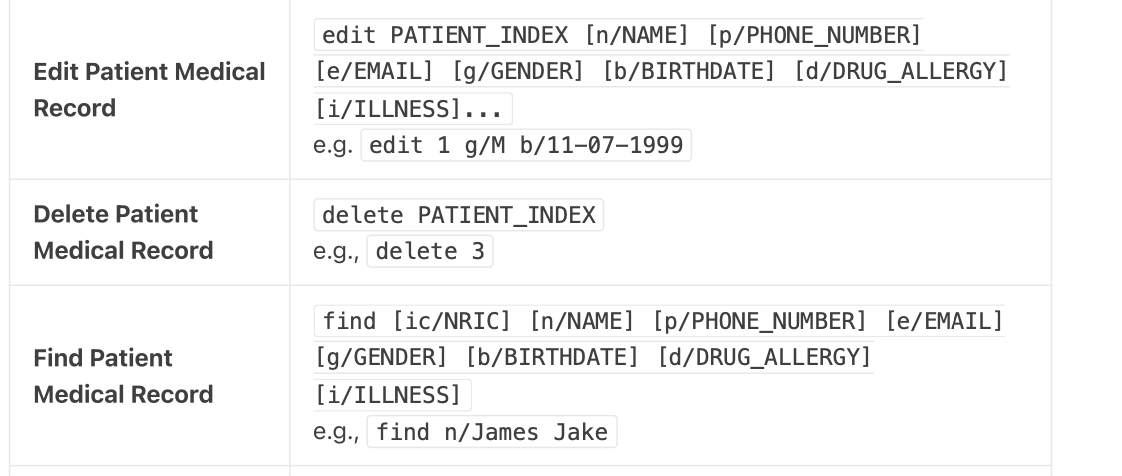 Edit Patient Medical
Record
edit PATIENT_INDEX [n/NAME] [p/PHONE_NUMBER]
[e/EMAIL] [g/GENDER] [b/BIRTHDATE] [d/DRUG_ALLERGY]
[i/ILLNESS]...
e.g. edit 1 g/M b/11-07-1999
Delete Patient
Medical Record
delete PATIENT_INDEX
e.g., delete 3
Find Patient
Medical Record
find [ic/NRIC] [n/NAME] [p/PHONE_NUMBER] [e/EMAIL]
[g/GENDER] [b/BIRTHDATE] [d/DRUG_ALLERGY]
[i/ILLNESS]
e.g., find n/James Jake